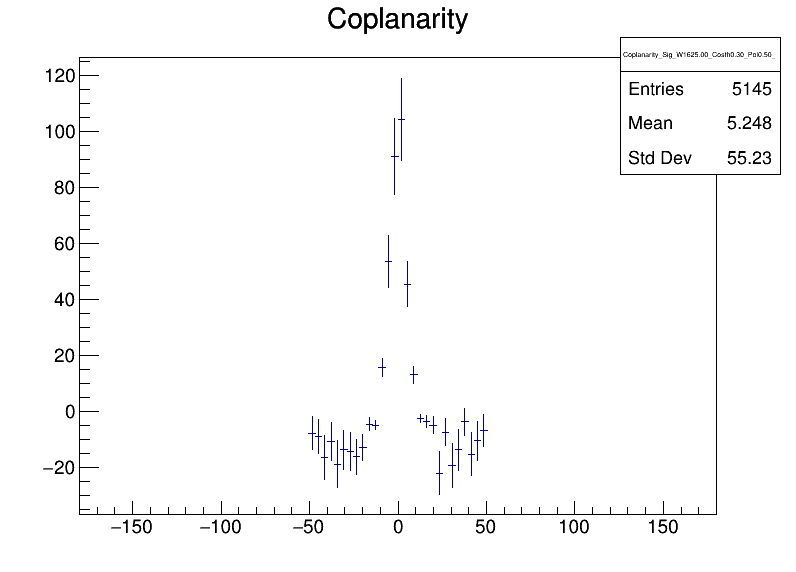 Coplanarity
Coplanarity_Sig_W1625.00_Costh0.30_Pol0.50_
Entries 5145
Mean 5.248
Std Dev 55.23
120
100
80
60
40
20
0
−20
−150 −100 −50 0 50 100 150